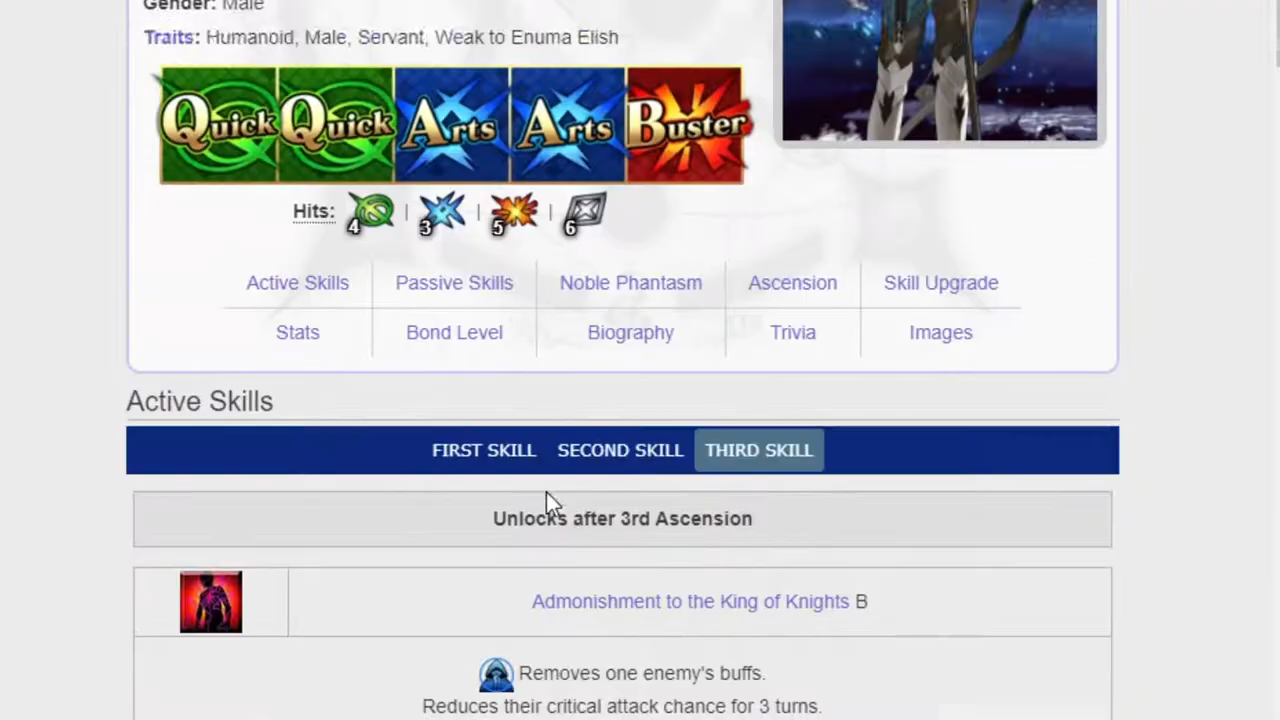 Gender: Male
Traits: Humanoid, Male, Servant, Weak to Enuma Elish
Quick Quick Arts Arts Buster
Hits: 4 | 3 | 5 | 6
Active Skills Passive Skills Noble Phantasm Ascension Skill Upgrade
Stats Bond Level Biography Trivia Images
Active Skills
FIRST SKILL SECOND SKILL THIRD SKILL
Unlocks after 3rd Ascension
Admonishment to the King of Knights B
Removes one enemy's buffs.
Reduces their critical attack chance for 3 turns.